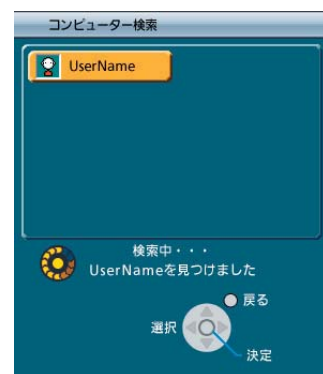 コンピューター検索
UserName
検索中・・・
UserNameを見つけました
戻る
選択
決定